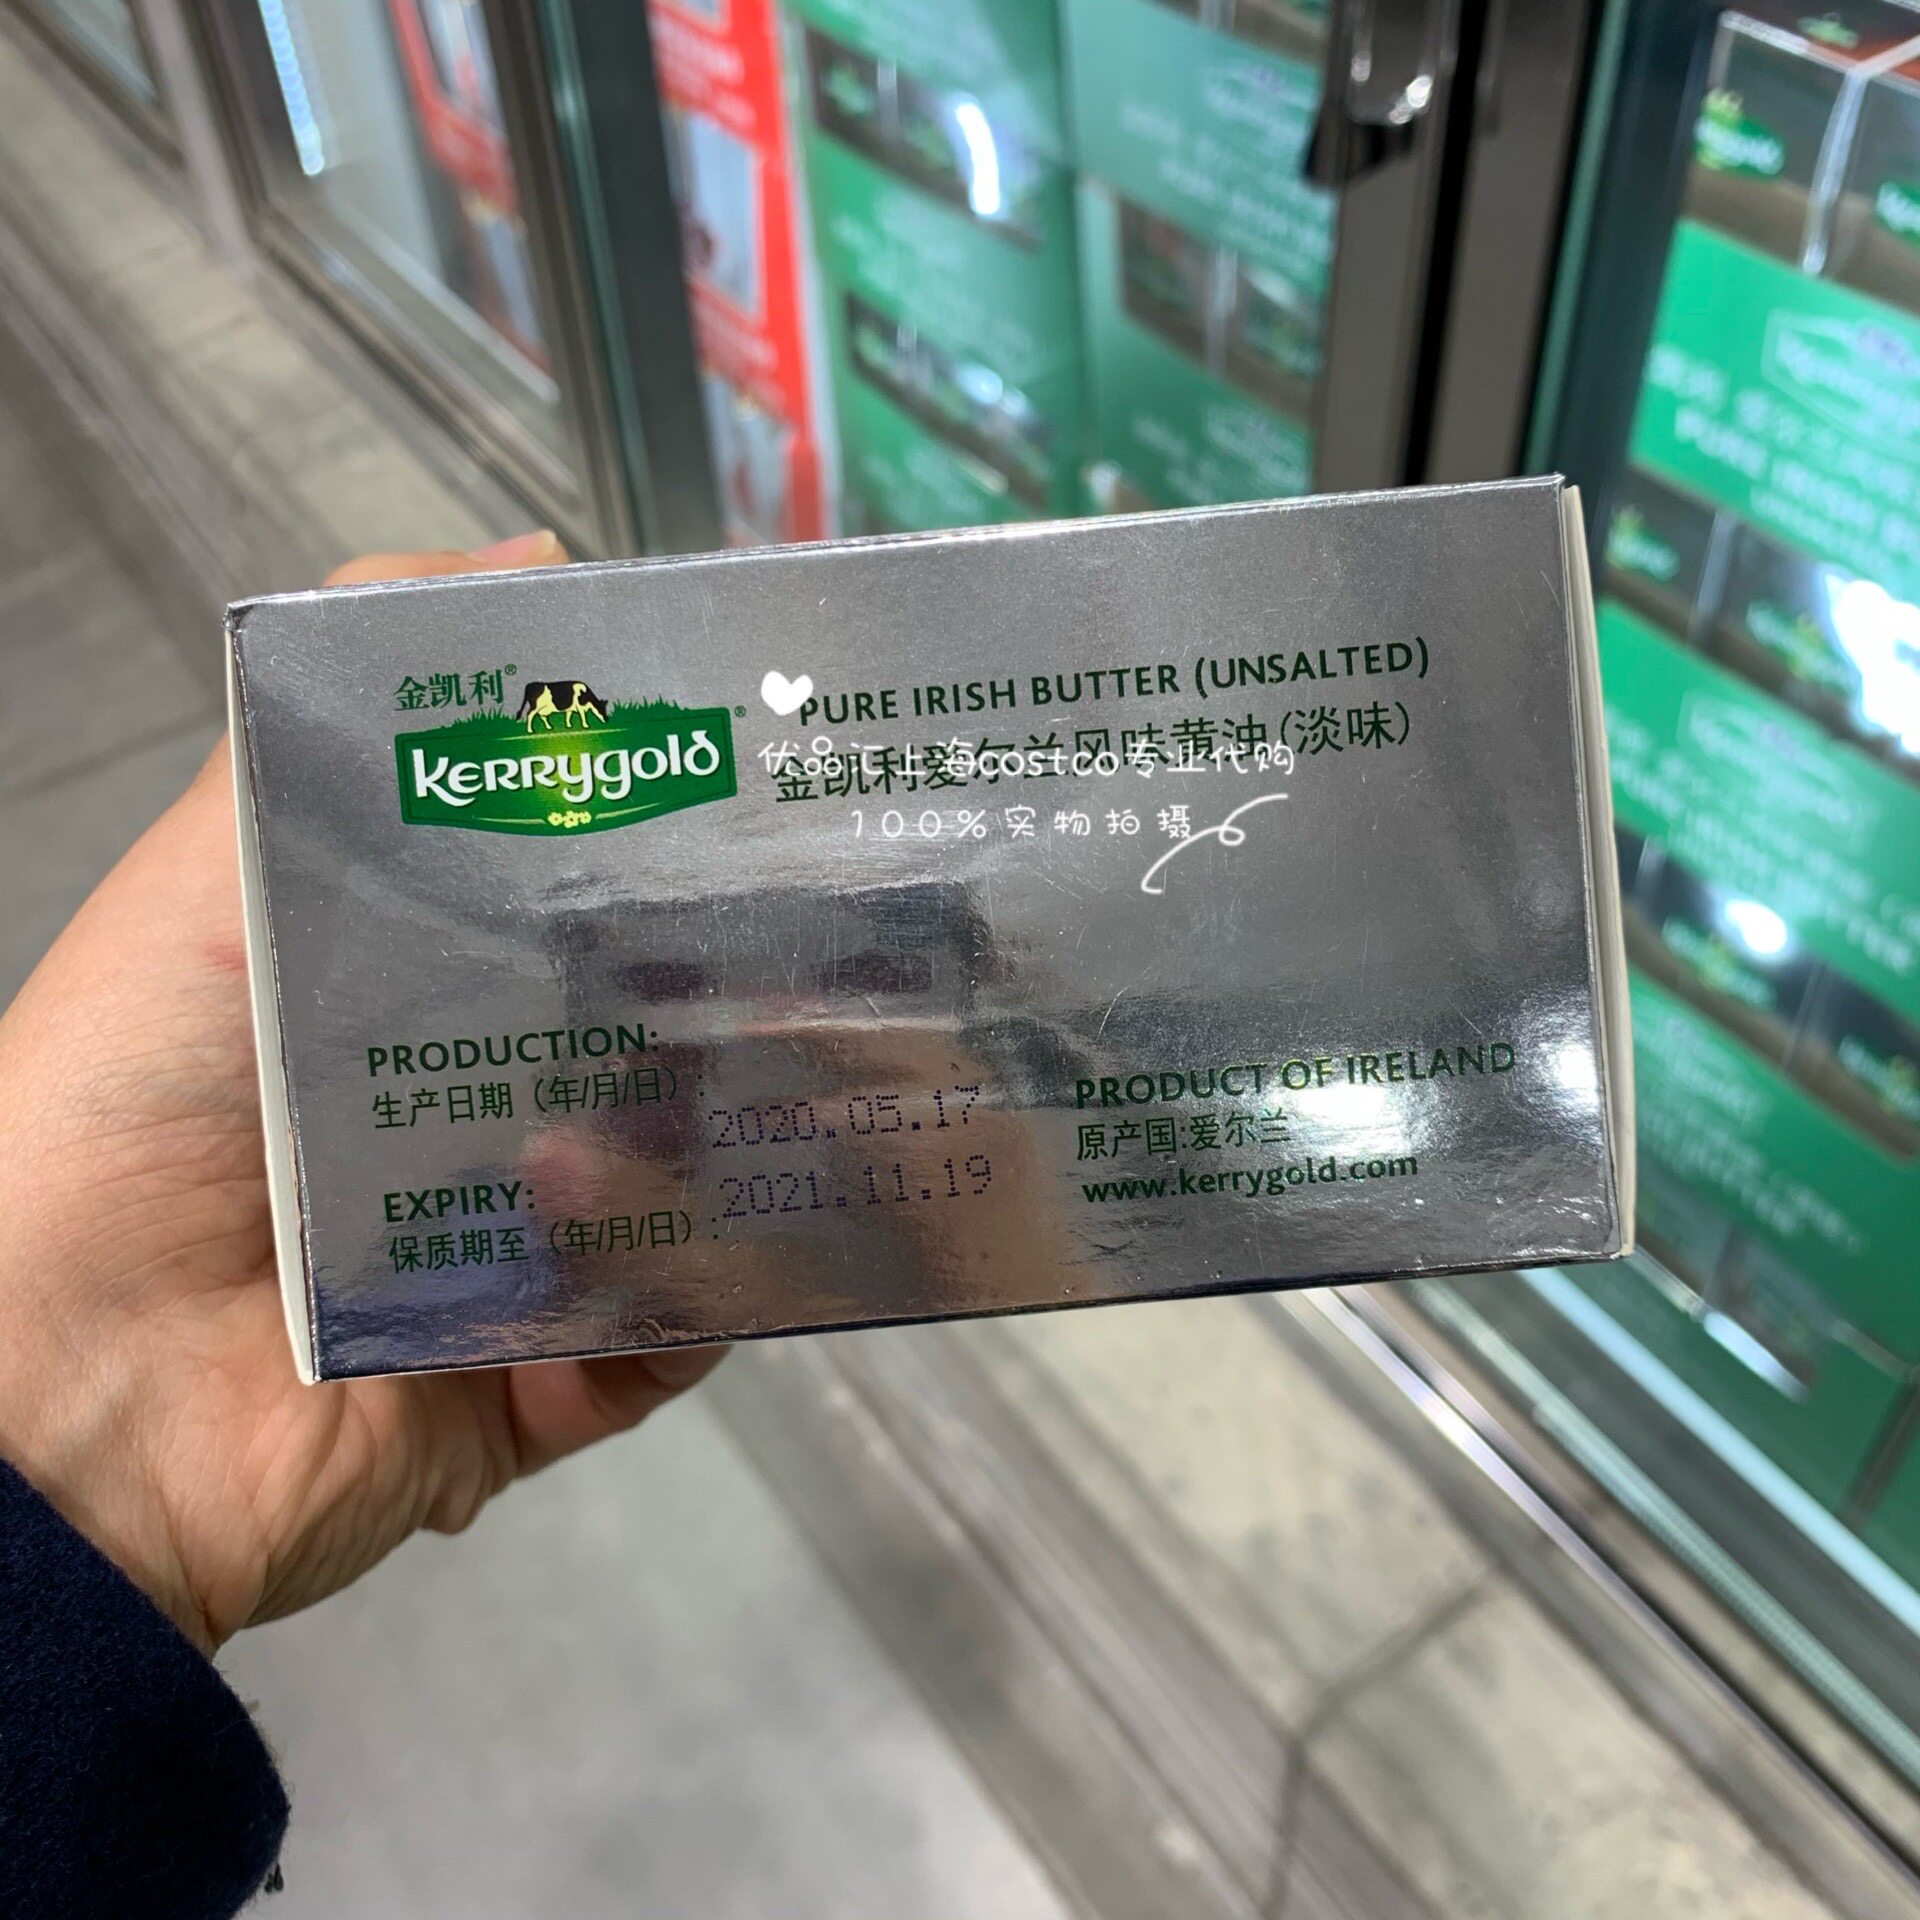 金凯利®
Kerrygold®
PURE IRISH BUTTER (UNSALTED)
金凯利爱尔兰风味黄油(淡味)
优品汇上海costco专业代购
100%实物拍摄
PRODUCTION:
生产日期（年/月/日）:
2020.05.17
EXPIRY:
保质期至（年/月/日）:
2021.11.19
PRODUCT OF IRELAND
原产国:爱尔兰
www.kerrygold.com